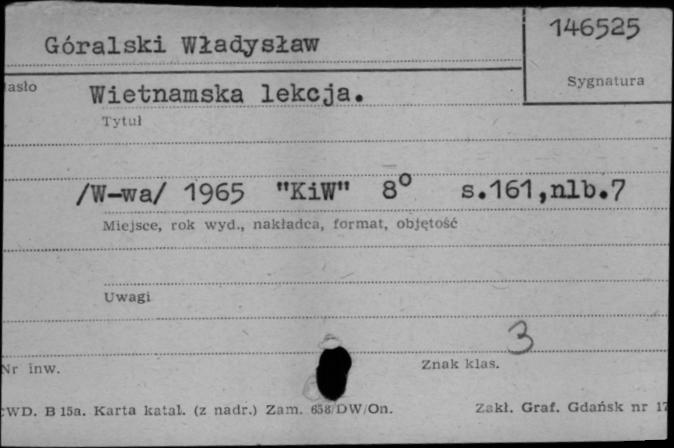 Góralski Władysław
146525
asło
Sygnatura
Wietnamska lekcja.
Tytuł
/W-wa/ 1965 "KiW" 8° s.161,nlb.7
Miejsce, rok wyd., nakładca, format, objętość
Uwagi
3
Nr inw.
Znak klas.
CWD. B 15a. Karta katal. (z nadr.) Zam. 658/DW/On.
Zakł. Graf. Gdańsk nr 17